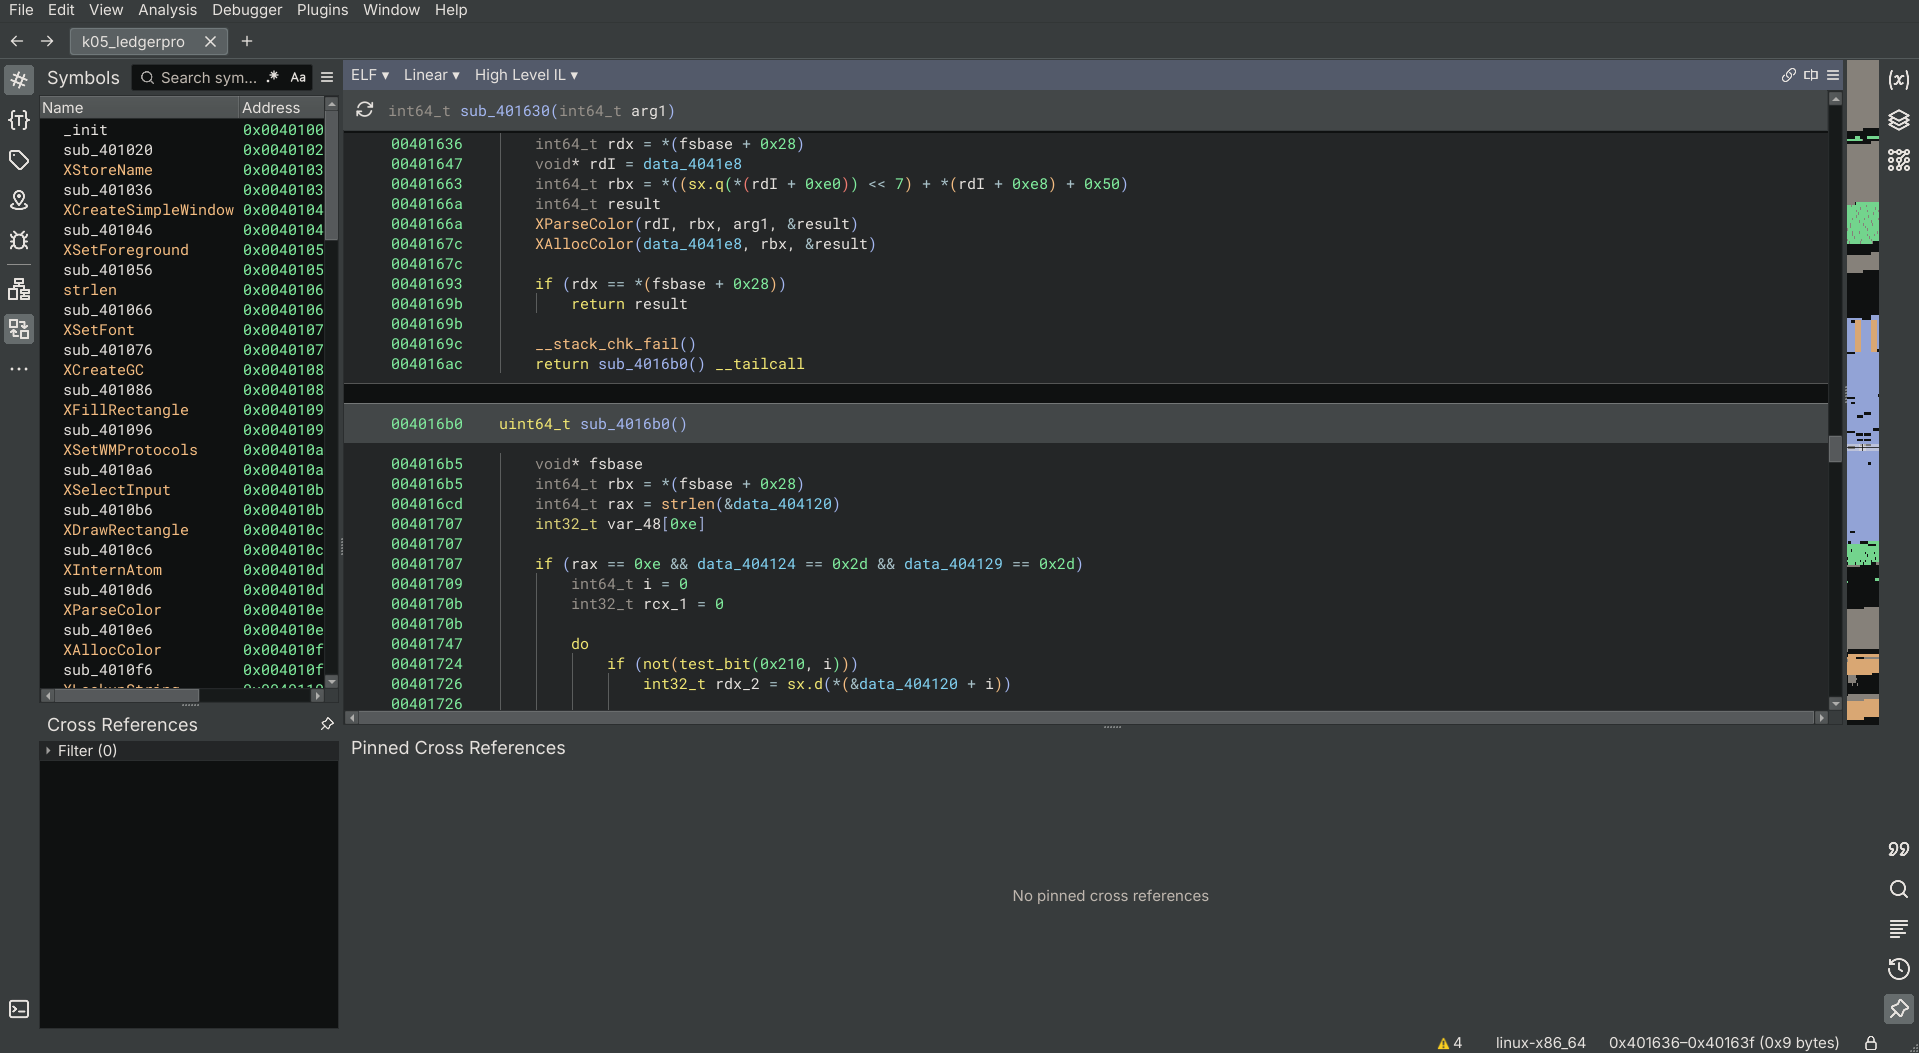 File Edit View Analysis Debugger Plugins Window Help
k05_ledgerpro
Symbols
Search sym...
Aa
ELF ▾ Linear ▾ High Level IL ▾
Name Address
_init 0x0040100
sub_401020 0x0040102
XStoreName 0x0040103
sub_401036 0x0040103
XCreateSimpleWindow 0x0040104
sub_401046 0x0040104
XSetForeground 0x0040105
sub_401056 0x0040105
strlen 0x0040106
sub_401066 0x0040106
XSetFont 0x0040107
sub_401076 0x0040107
XCreateGC 0x0040108
sub_401086 0x0040108
XFillRectangle 0x0040109
sub_401096 0x0040109
XSetWMProtocols 0x004010a
sub_4010a6 0x004010a
XSelectInput 0x004010b
sub_4010b6 0x004010b
XDrawRectangle 0x004010c
sub_4010c6 0x004010c
XInternAtom 0x004010d
sub_4010d6 0x004010d
XParseColor 0x004010e
sub_4010e6 0x004010e
XAllocColor 0x004010f
sub_4010f6 0x004010f
int64_t sub_401630(int64_t arg1)
00401636 int64_t rdx = *(fsbase + 0x28)
00401647 void* rdI = data_4041e8
00401663 int64_t rbx = *((sx.q(*(rdI + 0xe0)) << 7) + *(rdI + 0xe8) + 0x50)
0040166a int64_t result
0040166a XParseColor(rdI, rbx, arg1, &result)
0040167c XAllocColor(data_4041e8, rbx, &result)
0040167c
00401693 if (rdx == *(fsbase + 0x28))
0040169b return result
0040169b
0040169c __stack_chk_fail()
004016ac return sub_4016b0() __tailcall
004016b0 uint64_t sub_4016b0()
004016b5 void* fsbase
004016b5 int64_t rbx = *(fsbase + 0x28)
004016cd int64_t rax = strlen(&data_404120)
00401707 int32_t var_48[0xe]
00401707
00401707 if (rax == 0xe && data_404124 == 0x2d && data_404129 == 0x2d)
00401709 int64_t i = 0
0040170b int32_t rcx_1 = 0
0040170b
00401747 do
00401724 if (not(test_bit(0x210, i)))
00401726 int32_t rdx_2 = sx.d(*(&data_404120 + i))
00401726
Cross References
Filter (0)
Pinned Cross References
No pinned cross references
4 linux-x86_64 0x401636–0x40163f (0x9 bytes)